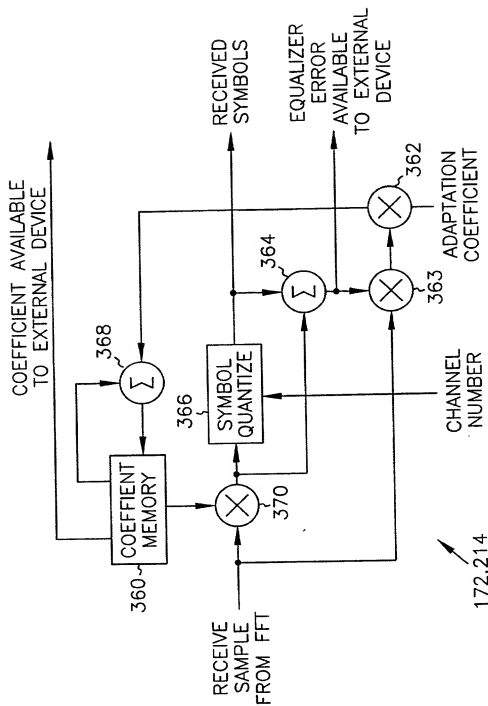 COEFFICIENT AVAILABLE
TO EXTERNAL DEVICE
368
Σ
COEFFIENT
MEMORY
360
366
SYMBOL
QUANTIZE
RECEIVED
SYMBOLS
364
Σ
EQUALIZER
ERROR
AVAILABLE
TO EXTERNAL
DEVICE
370
RECEIVE
SAMPLE
FROM FFT
362
363
ADAPTATION
COEFFICIENT
CHANNEL
NUMBER
172,214